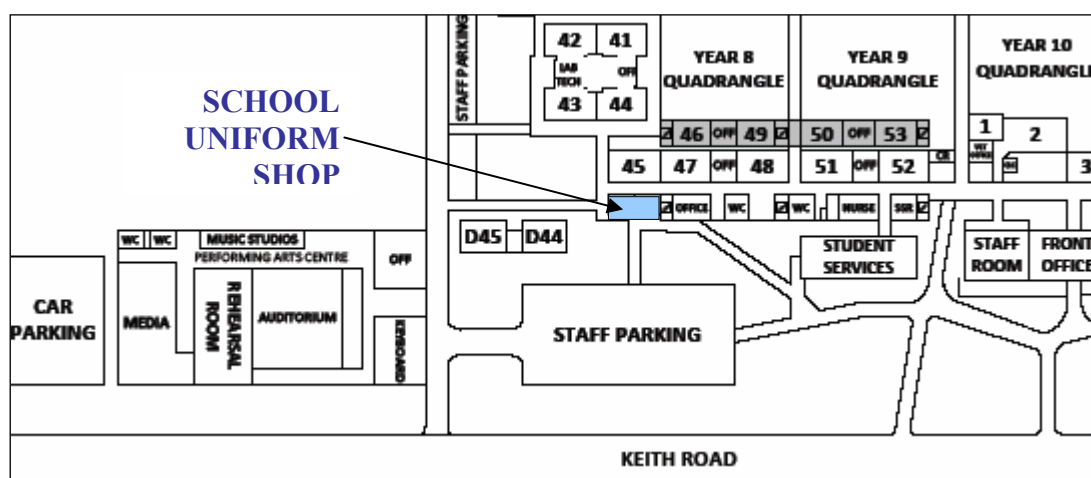 SCHOOL
UNIFORM
SHOP
STAFF PARKING
42
41
LAB
TECH
OFF
43
44
YEAR 8
QUADRANGLE
YEAR 9
QUADRANGLE
YEAR 10
QUADRANGLE
46
OFF
49
50
OFF
53
45
47
OFF
48
51
OFF
52
CR
1
2
3
OFFICE
WC
WC
NURSE
SSR
D45
D44
STUDENT
SERVICES
STAFF
ROOM
FRONT
OFFICE
WC
WC
MUSIC STUDIOS
PERFORMING ARTS CENTRE
OFF
CAR
PARKING
MEDIA
REHEARSAL
ROOM
AUDITORIUM
KEYBOARD
STAFF PARKING
KEITH ROAD